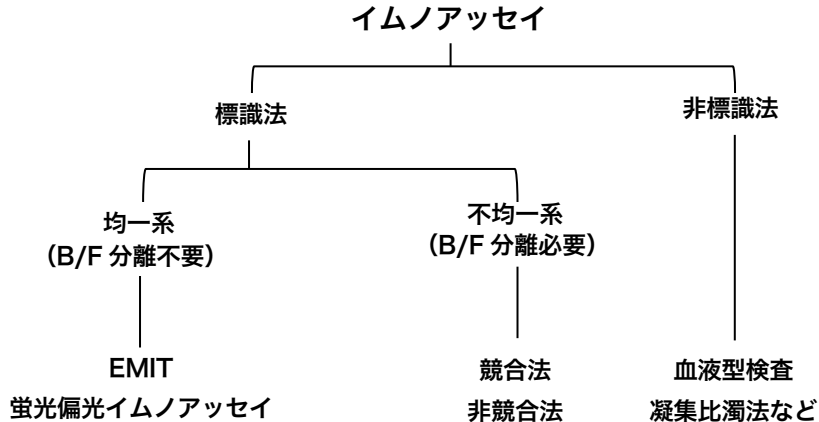 イムノアッセイ
標識法
非標識法
均一系
（B/F 分離不要）
不均一系
（B/F 分離必要）
EMIT
蛍光偏光イムノアッセイ
競合法
非競合法
血液型検査
凝集比濁法など